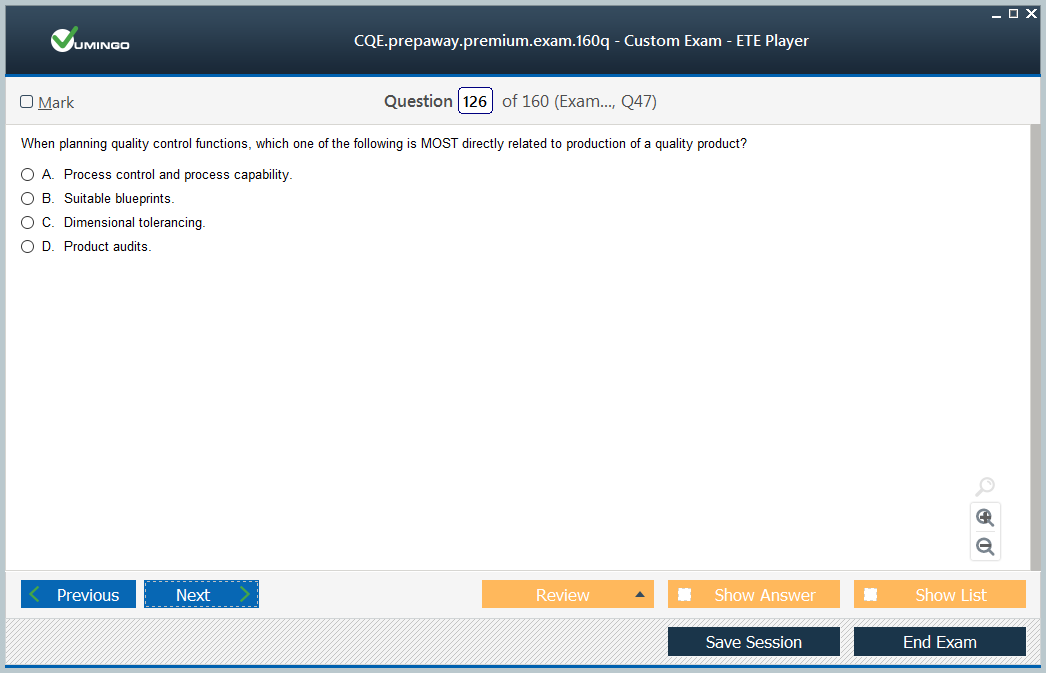 VUMINGO
CQE.prepaway.premium.exam.160q - Custom Exam - ETE Player
Mark
Question 126 of 160 (Exam..., Q47)
When planning quality control functions, which one of the following is MOST directly related to production of a quality product?
A. Process control and process capability.
B. Suitable blueprints.
C. Dimensional tolerancing.
D. Product audits.
Previous
Next
Review
Show Answer
Show List
Save Session
End Exam